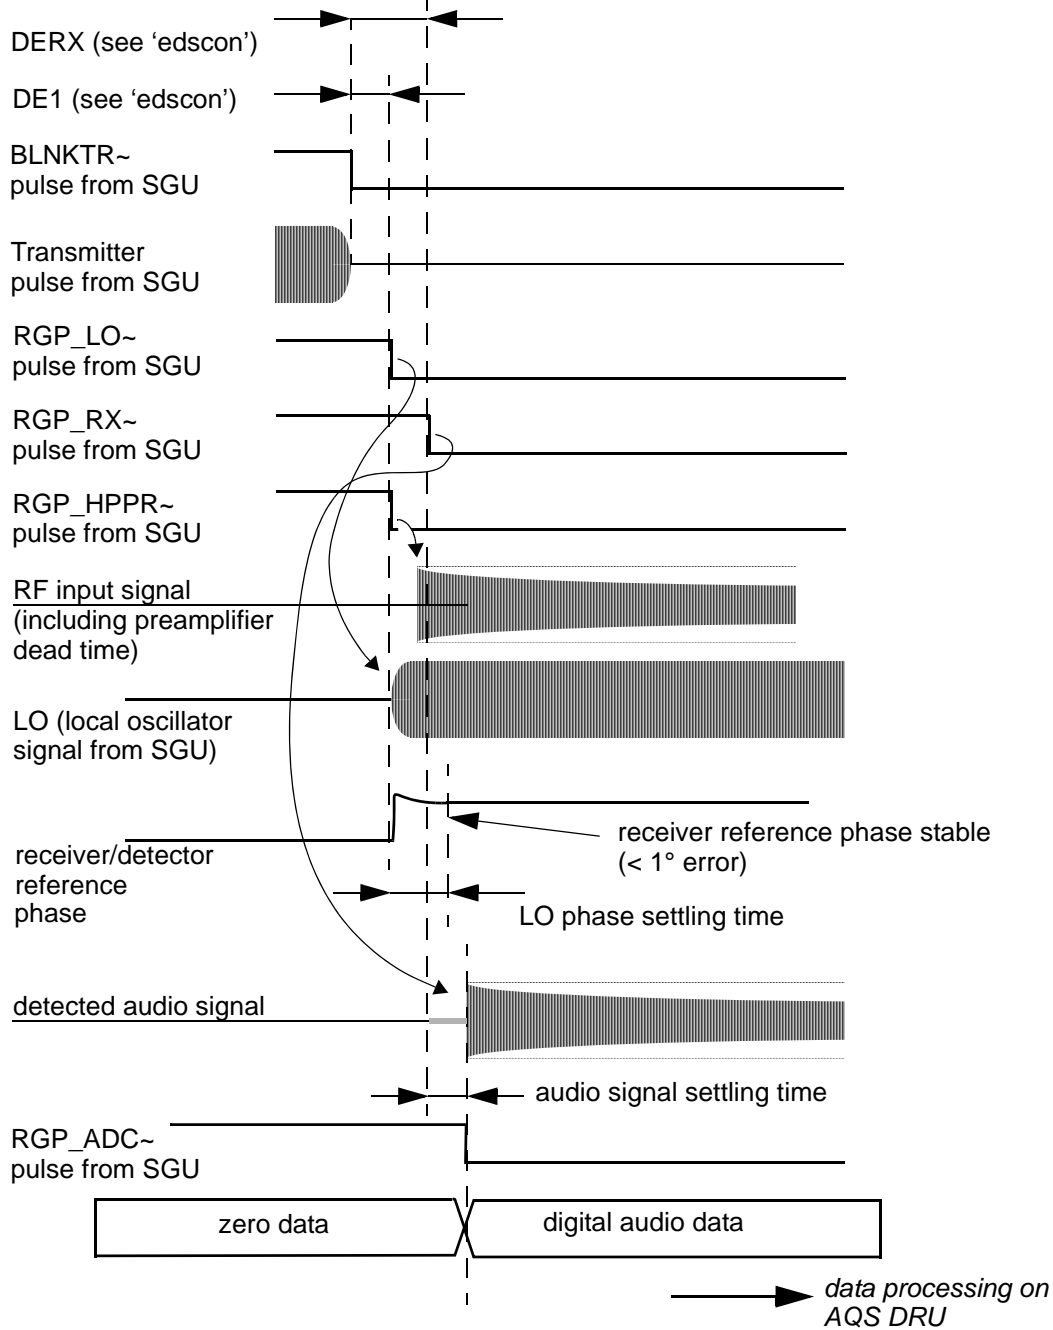 DERX (see ‘edscon’)
DE1 (see ‘edscon’)
BLNKTR~
pulse from SGU
Transmitter
pulse from SGU
RGP_LO~
pulse from SGU
RGP_RX~
pulse from SGU
RGP_HPPR~
pulse from SGU
RF input signal
(including preamplifier
dead time)
LO (local oscillator
signal from SGU)
receiver reference phase stable
(< 1° error)
receiver/detector
reference
phase
LO phase settling time
detected audio signal
audio signal settling time
RGP_ADC~
pulse from SGU
zero data
digital audio data
data processing on
AQS DRU